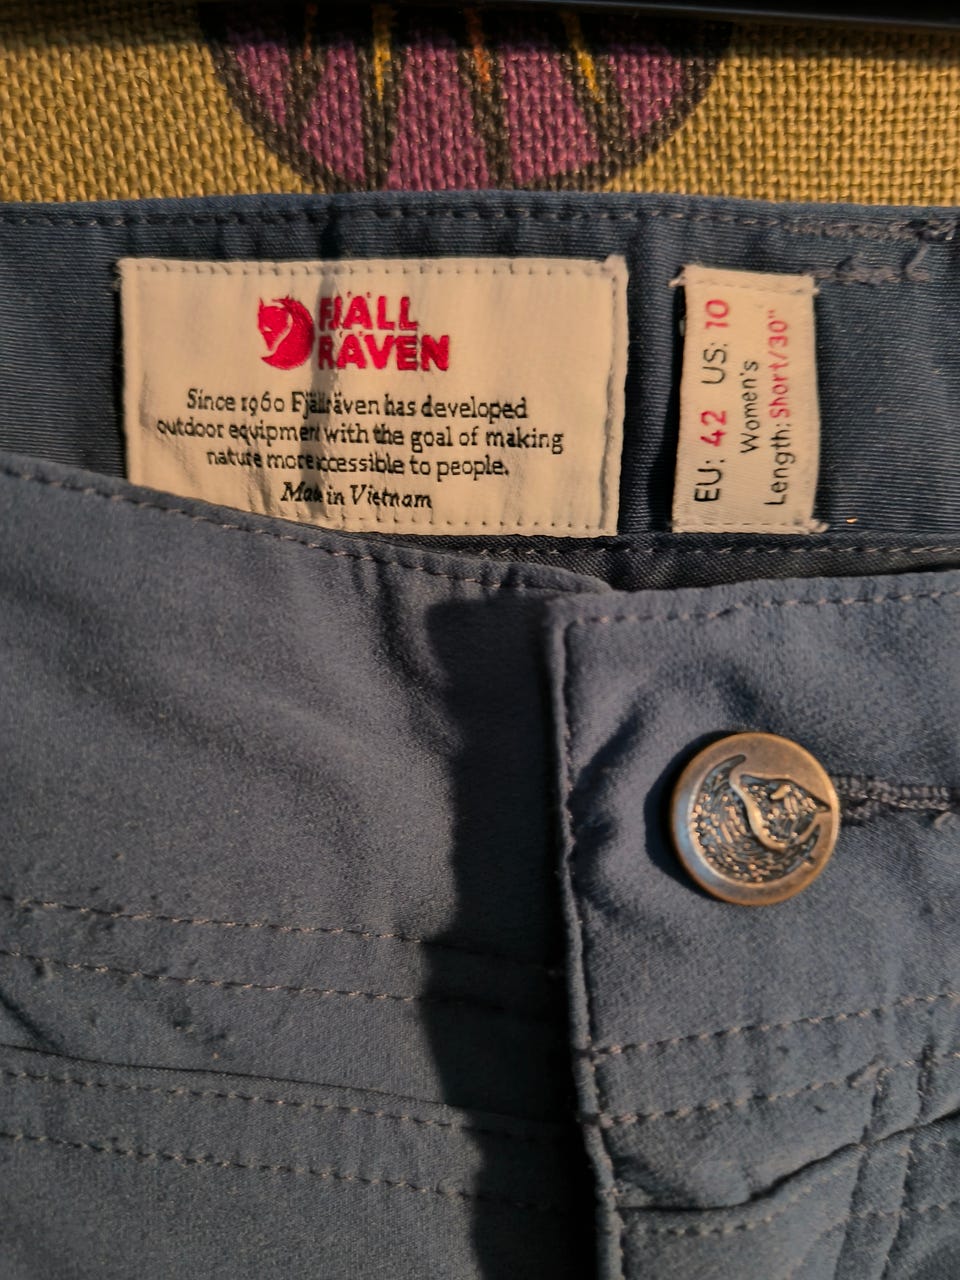 FJÄLL
RÄVEN
Since 1960 Fjällräven has developed
outdoor equipment with the goal of making
nature more accessible to people.
Made in Vietnam
EU: 42 US: 10
Women's
Length: Short/30"